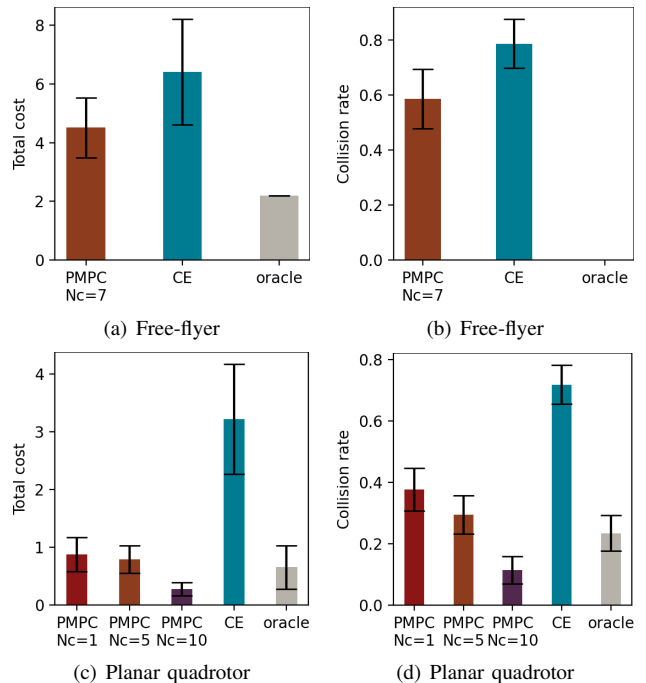 8
6
4
2
0
Total cost
PMPC
Nc=7
CE
oracle
(a) Free-flyer
0.8
0.6
0.4
0.2
0.0
Collision rate
PMPC
Nc=7
CE
oracle
(b) Free-flyer
4
3
2
1
0
Total cost
PMPC PMPC PMPC CE oracle
Nc=1 Nc=5 Nc=10
(c) Planar quadrotor
0.8
0.6
0.4
0.2
0.0
Collision rate
PMPC PMPC PMPC CE oracle
Nc=1 Nc=5 Nc=10
(d) Planar quadrotor